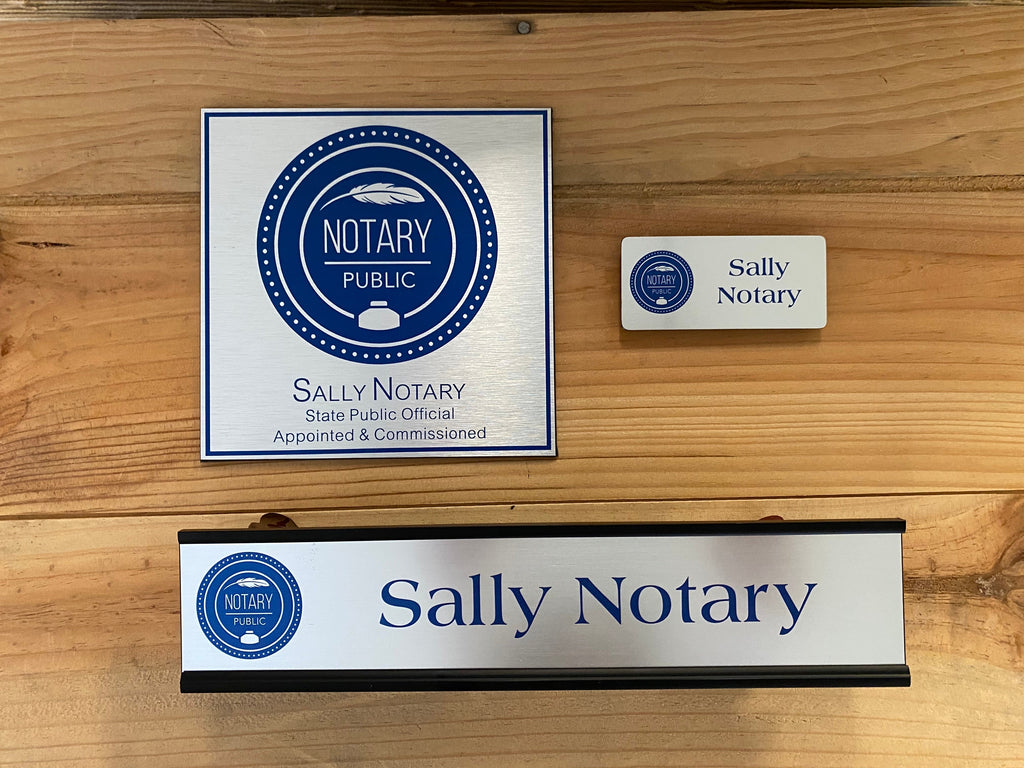 NOTARY
PUBLIC
SALLY NOTARY
State Public Official
Appointed & Commissioned
NOTARY
PUBLIC
Sally
Notary
NOTARY
PUBLIC
Sally Notary